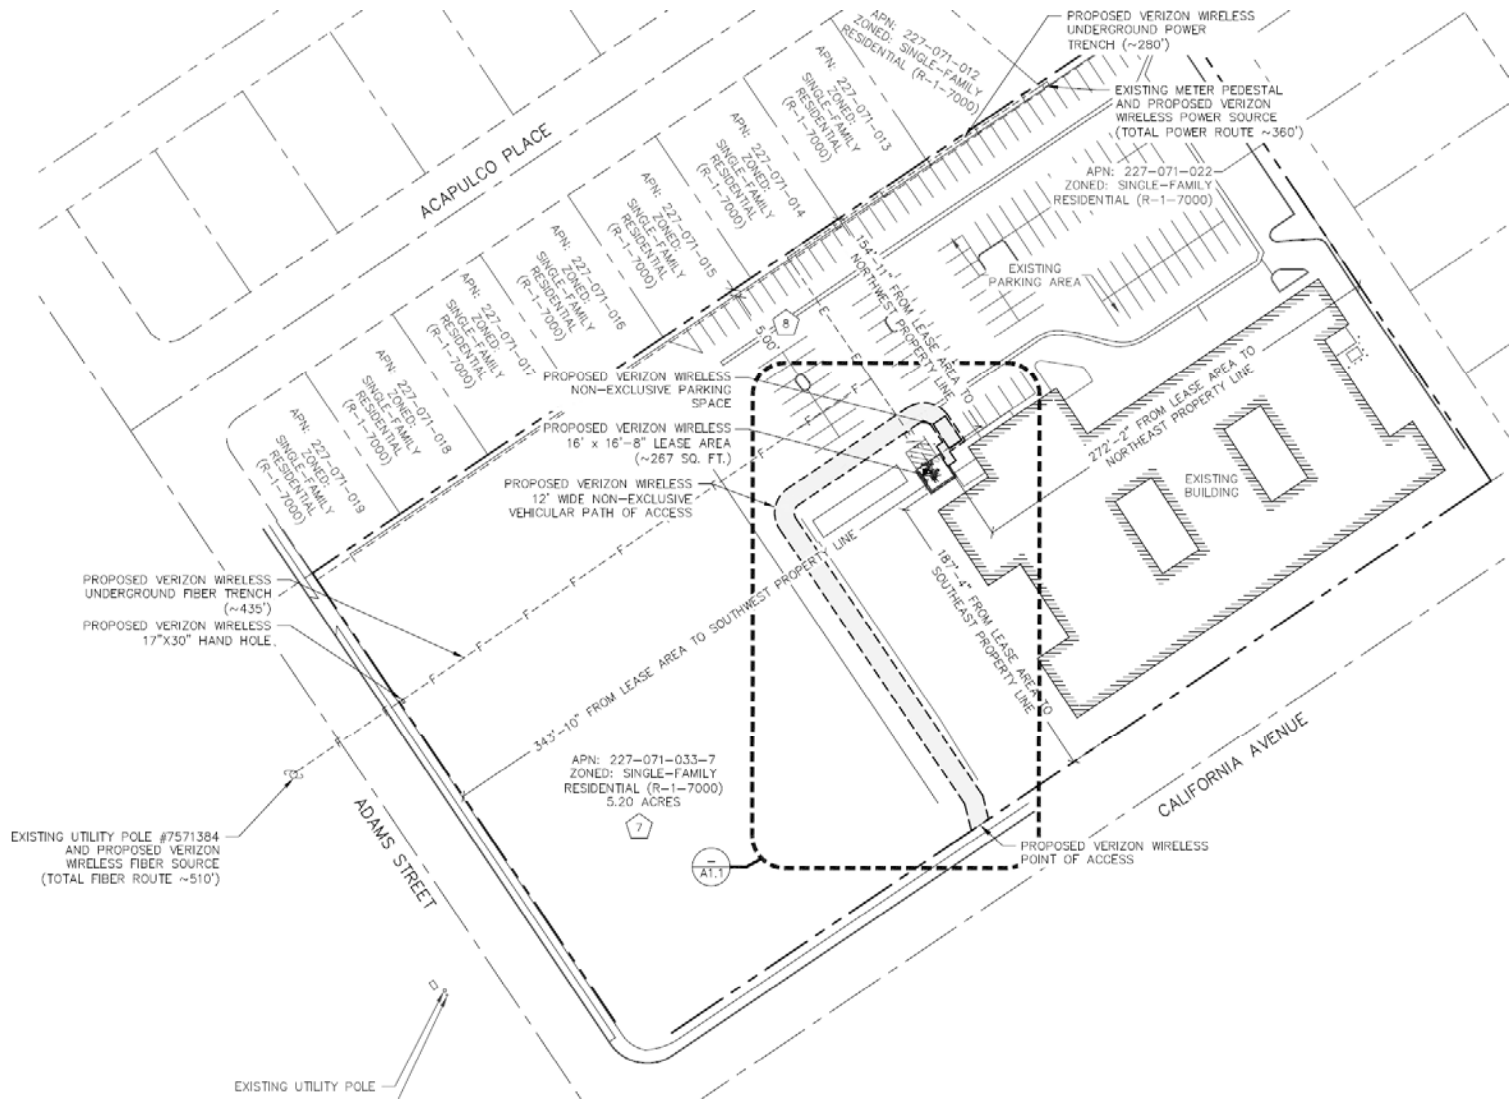 PROPOSED VERIZON WIRELESS
UNDERGROUND POWER
TRENCH (~280')
EXISTING METER PEDESTAL
AND PROPOSED VERIZON
WIRELESS POWER SOURCE
(TOTAL POWER ROUTE ~360')
APN: 227-071-022
ZONED: SINGLE-FAMILY
RESIDENTIAL (R-1-7000)
APN: 227-071-012
ZONED: SINGLE-FAMILY
RESIDENTIAL (R-1-7000)
APN: 227-071-013
ZONED:
SINGLE-FAMILY
RESIDENTIAL
(R-1-7000)
APN: 227-071-014
ZONED:
SINGLE-FAMILY
RESIDENTIAL
(R-1-7000)
APN: 227-071-015
ZONED:
SINGLE-FAMILY
RESIDENTIAL
(R-1-7000)
APN: 227-071-016
ZONED:
SINGLE-FAMILY
RESIDENTIAL
(R-1-7000)
APN: 227-071-017
ZONED:
SINGLE-FAMILY
RESIDENTIAL
(R-1-7000)
APN: 227-071-018
ZONED:
SINGLE-FAMILY
RESIDENTIAL
(R-1-7000)
APN: 227-071-019
ZONED:
SINGLE-FAMILY
RESIDENTIAL
(R-1-7000)
ACAPULCO PLACE
EXISTING
PARKING AREA
154'-11" FROM LEASE AREA TO
NORTHWEST PROPERTY LINE
8
5.00'
E
E
E
PROPOSED VERIZON WIRELESS
NON-EXCLUSIVE PARKING
SPACE
PROPOSED VERIZON WIRELESS
16' x 16'-8" LEASE AREA
(~267 SQ. FT.)
PROPOSED VERIZON WIRELESS
12' WIDE NON-EXCLUSIVE
VEHICULAR PATH OF ACCESS
272'-2" FROM LEASE AREA TO
NORTHEAST PROPERTY LINE
EXISTING
BUILDING
187'-4" FROM LEASE AREA TO
SOUTHEAST PROPERTY LINE
343'-10" FROM LEASE AREA TO SOUTHWEST PROPERTY LINE
F
F
F
F
F
F
F
F
F
F
PROPOSED VERIZON WIRELESS
UNDERGROUND FIBER TRENCH
(~435')
PROPOSED VERIZON WIRELESS
17"X30" HAND HOLE
APN: 227-071-033-7
ZONED: SINGLE-FAMILY
RESIDENTIAL (R-1-7000)
5.20 ACRES
7
CALIFORNIA AVENUE
ADAMS STREET
EXISTING UTILITY POLE #7571384
AND PROPOSED VERIZON
WIRELESS FIBER SOURCE
(TOTAL FIBER ROUTE ~510')
PROPOSED VERIZON WIRELESS
POINT OF ACCESS
A1.1
EXISTING UTILITY POLE